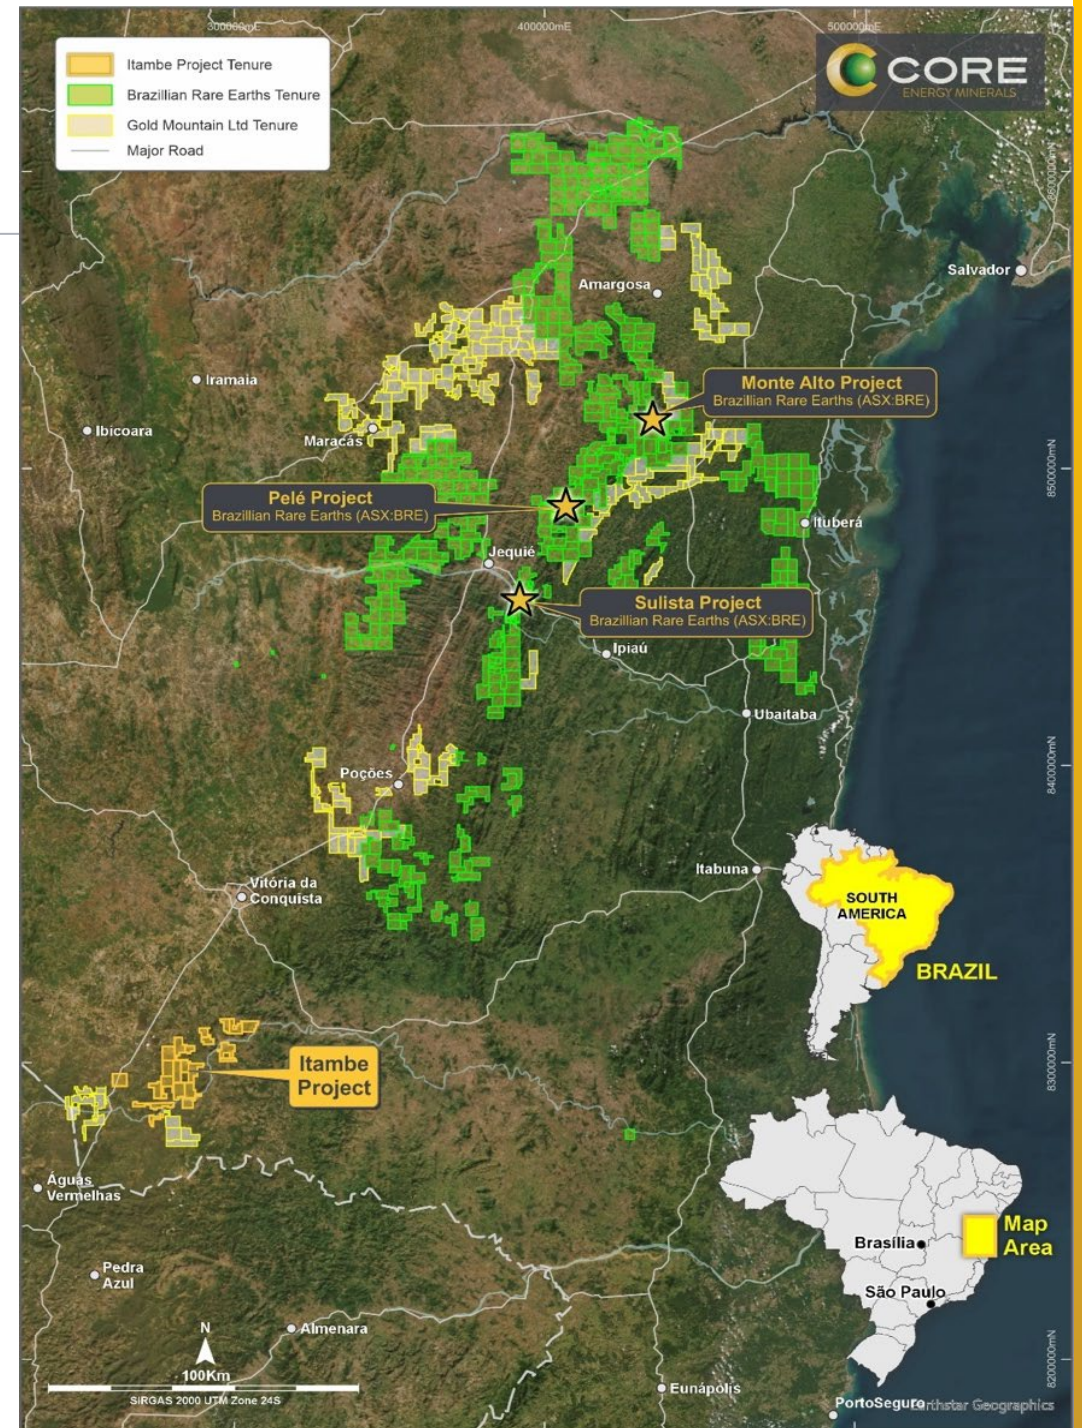 300000mE
400000mE
500000mE
Itambe Project Tenure
Brazillian Rare Earths Tenure
Gold Mountain Ltd Tenure
Major Road
CORE
ENERGY MINERALS
8600000mN
Salvador
Amargosa
Iramaia
Monte Alto Project
Brazillian Rare Earths (ASX:BRE)
Ibicoara
Maracás
8500000mN
Pelé Project
Brazillian Rare Earths (ASX:BRE)
Ituberá
Jequié
Sulista Project
Brazillian Rare Earths (ASX:BRE)
Ipiaú
Ubaitaba
8400000mN
Poções
Itabuna
Vitória da
Conquista
SOUTH
AMERICA
BRAZIL
Itambe
Project
8300000mN
Águas
Vermelhas
Map
Area
Brasília
Pedra
Azul
São Paulo
Almenara
N
100Km
SiRGAS 2000 UTM Zone 24S
8200000mN
Eunápolis
PortoSeguro
Earthstar Geographics